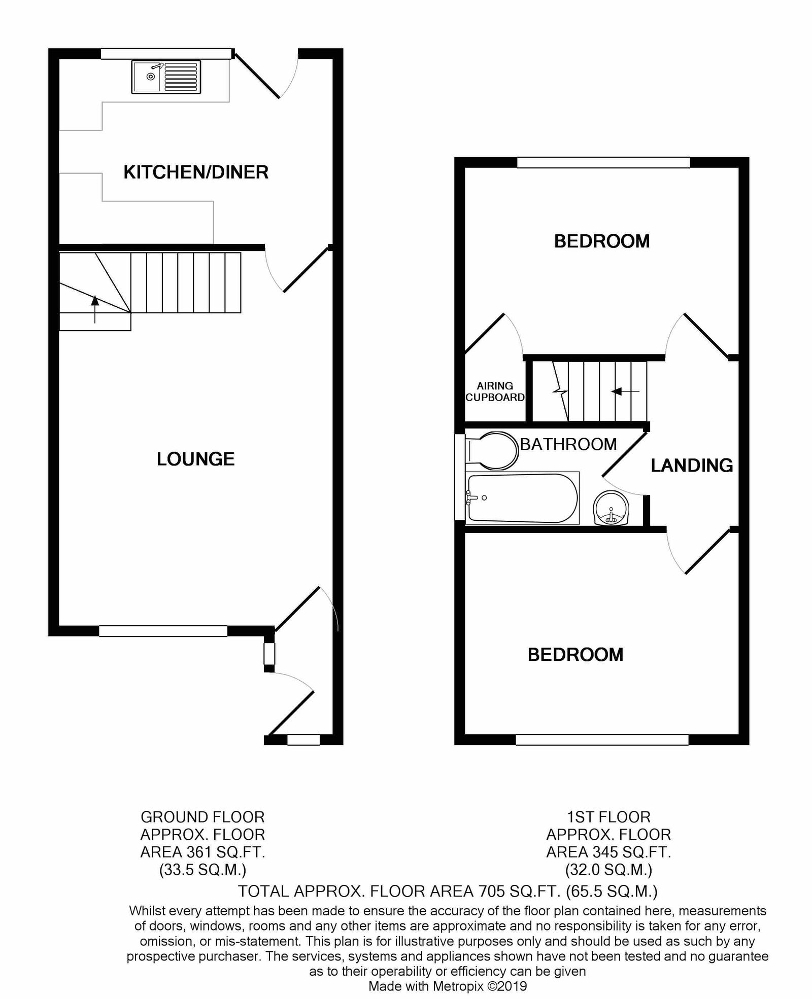 KITCHEN/DINER
LOUNGE
BEDROOM
AIRING
CUPBOARD
BATHROOM
LANDING
BEDROOM
GROUND FLOOR
APPROX. FLOOR
AREA 361 SQ.FT.
(33.5 SQ.M.)
1ST FLOOR
APPROX. FLOOR
AREA 345 SQ.FT.
(32.0 SQ.M.)
TOTAL APPROX. FLOOR AREA 705 SQ.FT. (65.5 SQ.M.)
Whilst every attempt has been made to ensure the accuracy of the floor plan contained here, measurements
of doors, windows, rooms and any other items are approximate and no responsibility is taken for any error,
omission, or mis-statement. This plan is for illustrative purposes only and should be used as such by any
prospective purchaser. The services, systems and appliances shown have not been tested and no guarantee
as to their operability or efficiency can be given
Made with Metropix ©2019